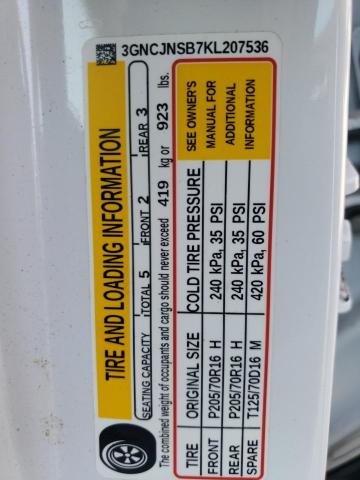 3GNCJNSB7KL207536
TIRE AND LOADING INFORMATION
SEATING CAPACITY TOTAL 5 FRONT 2 REAR 3
The combined weight of occupants and cargo should never exceed 419 kg or 923 lbs.
TIRE ORIGINAL SIZE COLD TIRE PRESSURE SEE OWNER'S
FRONT P205/70R16 H 240 kPa, 35 PSI MANUAL FOR
REAR P205/70R16 H 240 kPa, 35 PSI ADDITIONAL
SPARE T125/70D16 M 420 kPa, 60 PSI INFORMATION